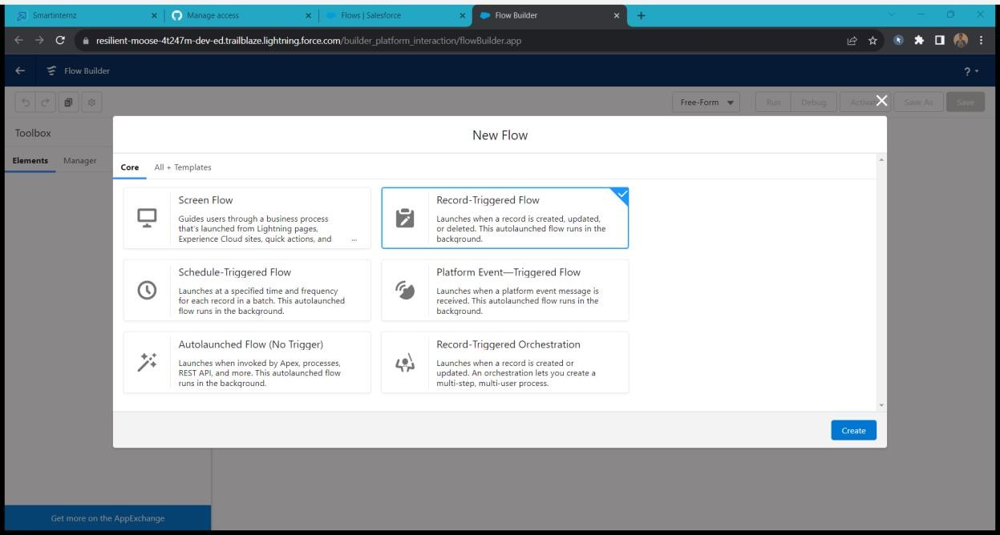 Smartinternz
Manage access
Flows | Salesforce
Flow Builder
resilient-moose-4t247m-dev-ed.trailblaze.lightning.force.com/builder_platform_interaction/flowBuilder.app
Flow Builder
?
Free-Form
Run
Debug
Activat
Save As
Save
Toolbox
Elements
Manager
New Flow
Core
All + Templates
Screen Flow
Guides users through a business process
that's launched from Lightning pages,
Experience Cloud sites, quick actions, and ...
Record-Triggered Flow
Launches when a record is created, updated,
or deleted. This autolaunched flow runs in the
background.
Schedule-Triggered Flow
Launches at a specified time and frequency
for each record in a batch. This autolaunched
flow runs in the background.
Platform Event—Triggered Flow
Launches when a platform event message is
received. This autolaunched flow runs in the
background.
Autolaunched Flow (No Trigger)
Launches when invoked by Apex, processes,
REST API, and more. This autolaunched flow
runs in the background.
Record-Triggered Orchestration
Launches when a record is created or
updated. An orchestration lets you create a
multi-step, multi-user process.
Create
Get more on the AppExchange